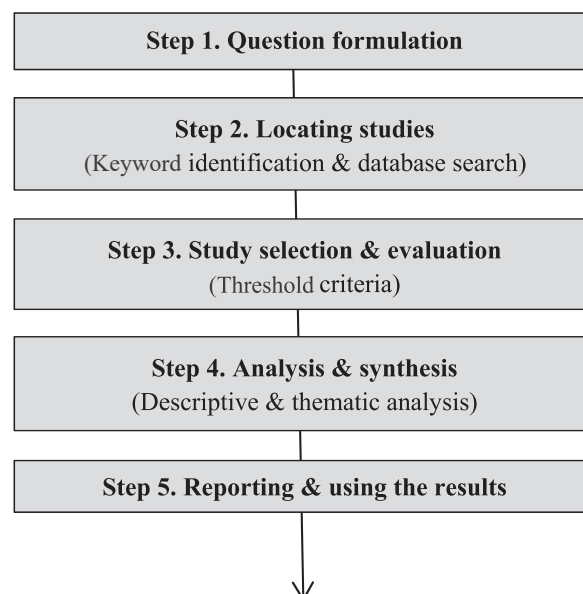 Step 1. Question formulation
Step 2. Locating studies
(Keyword identification & database search)
Step 3. Study selection & evaluation
(Threshold criteria)
Step 4. Analysis & synthesis
(Descriptive & thematic analysis)
Step 5. Reporting & using the results